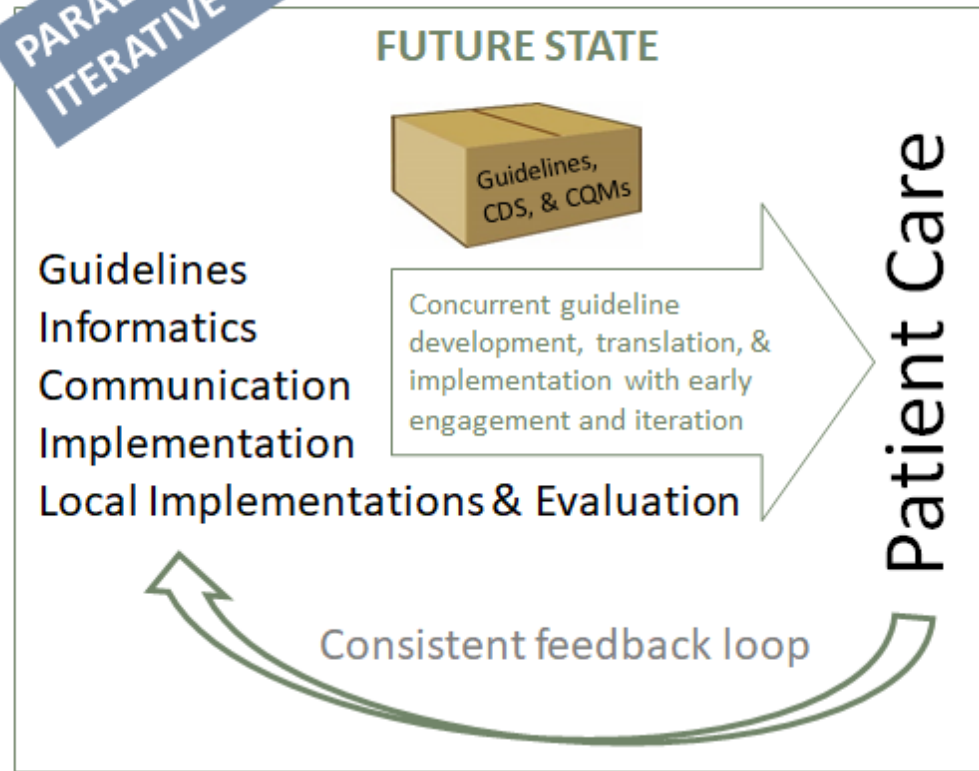 ITERATIVE
FUTURE STATE
Guidelines,
CDS, & CQMs
Guidelines
Informatics
Communication
Implementation
Local Implementations & Evaluation
Concurrent guideline
development, translation, &
implementation with early
engagement and iteration
Patient Care
Consistent feedback loop